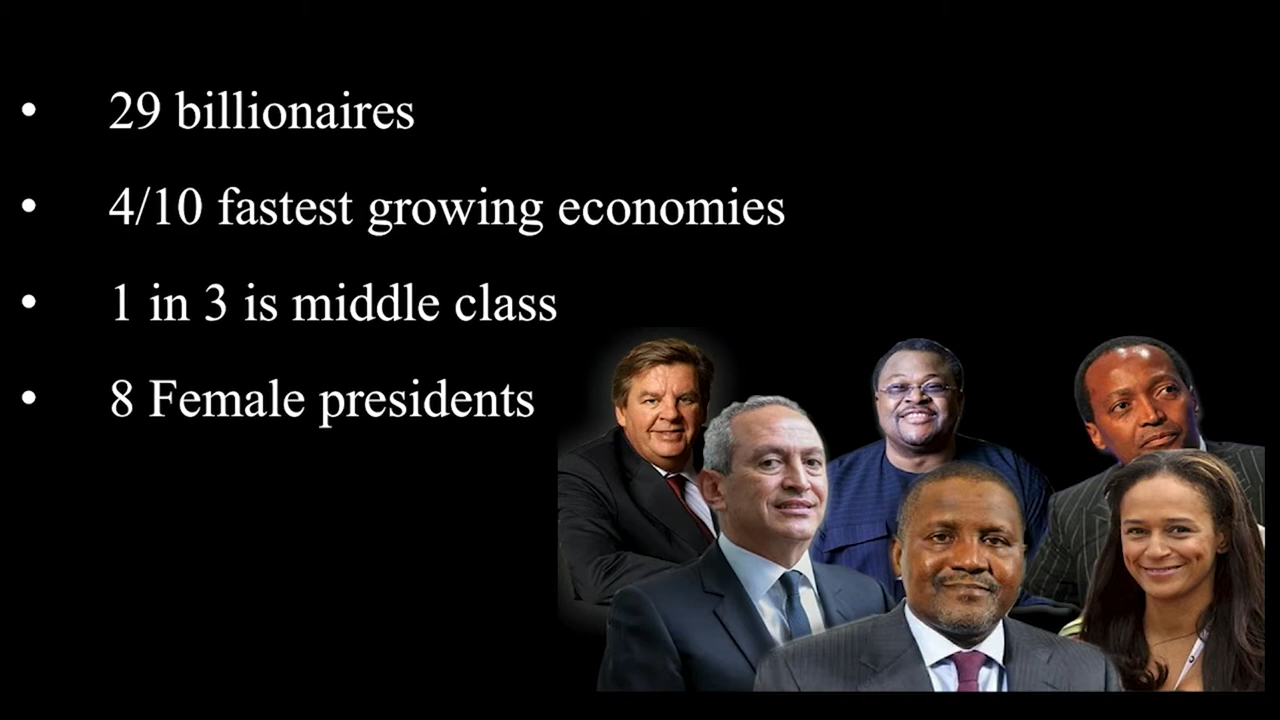 • 29 billionaires
• 4/10 fastest growing economies
• 1 in 3 is middle class
• 8 Female presidents